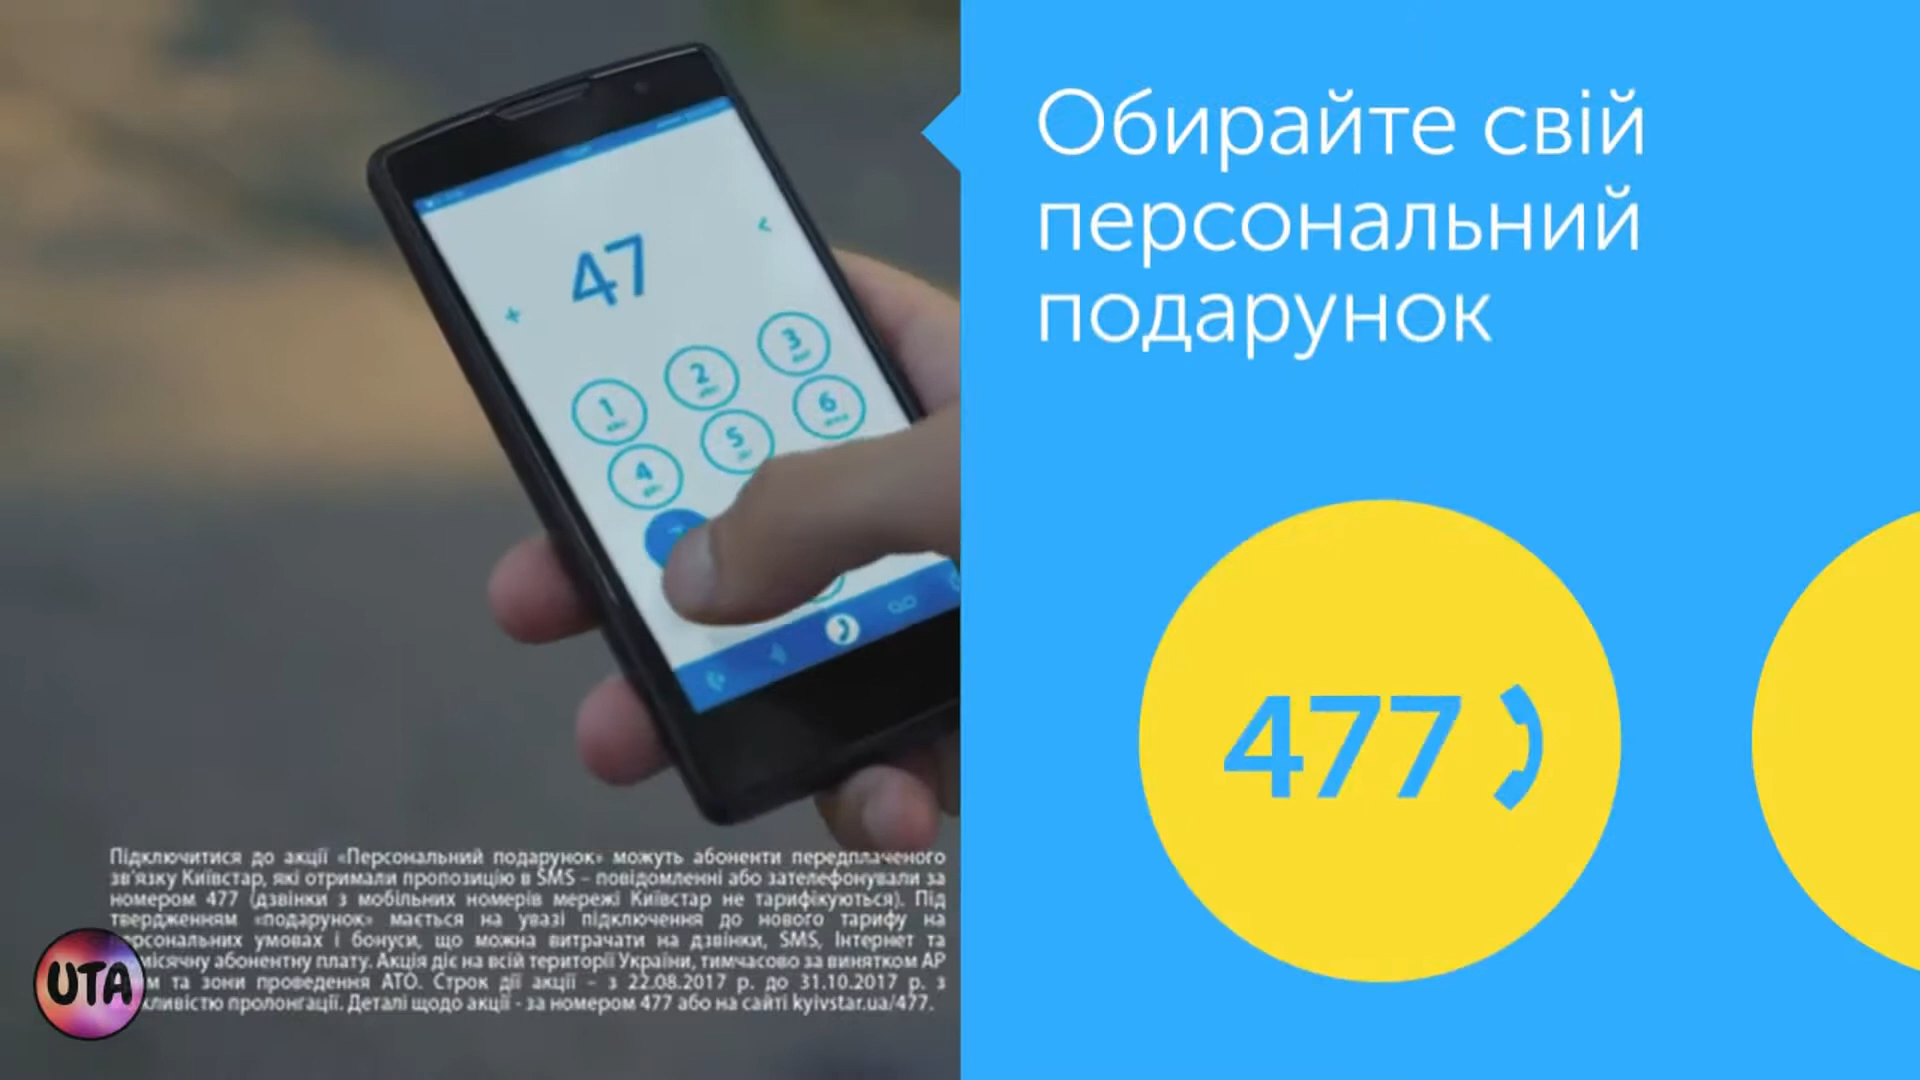 Обирайте свій
персональний
подарунок
47
+
<
1
2
3
4
5
6
477
Підключитися до акції «Персональний подарунок» можуть абоненти передплаченого
зв'язку Київстар, які отримали пропозицію в SMS – повідомленні або зателефонували за
номером 477 (дзвінки з мобільних номерів мережі Київстар не тарифікуються). Під
твердженням «подарунок» мається на увазі підключення до нового тарифу на
персональних умовах і бонуси, що можна витрачати на дзвінки, SMS, Інтернет та
місячну абонентну плату. Акція діє на всій території України, тимчасово за винятком АР
та зони проведення АТО. Строк дії акції – з 22.08.2017 р. до 31.10.2017 р. з
пролонгації. Деталі щодо акції - за номером 477 або на сайті kyivstar.ua/477.
UTA